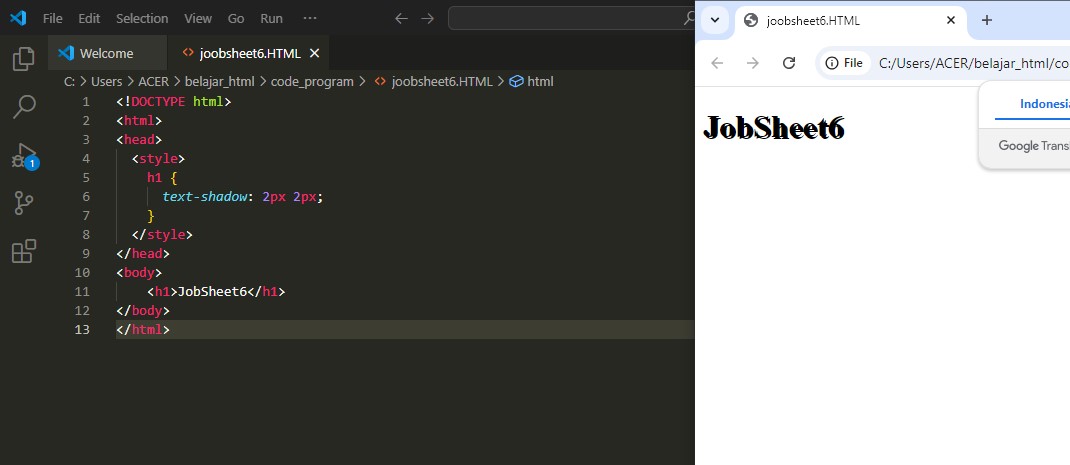 File Edit Selection View Go Run ···
Welcome
joobsheet6.HTML
C: > Users > ACER > belajar_html > code_program > joobsheet6.HTML > html
1 <!DOCTYPE html>
2 <html>
3 <head>
4 <style>
5 h1 {
6 text-shadow: 2px 2px;
7 }
8 </style>
9 </head>
10 <body>
11 <h1>JobSheet6</h1>
12 </body>
13 </html>
1
joobsheet6.HTML
File C:/Users/ACER/belajar_html/co
Indonesia
Google Transl
JobSheet6